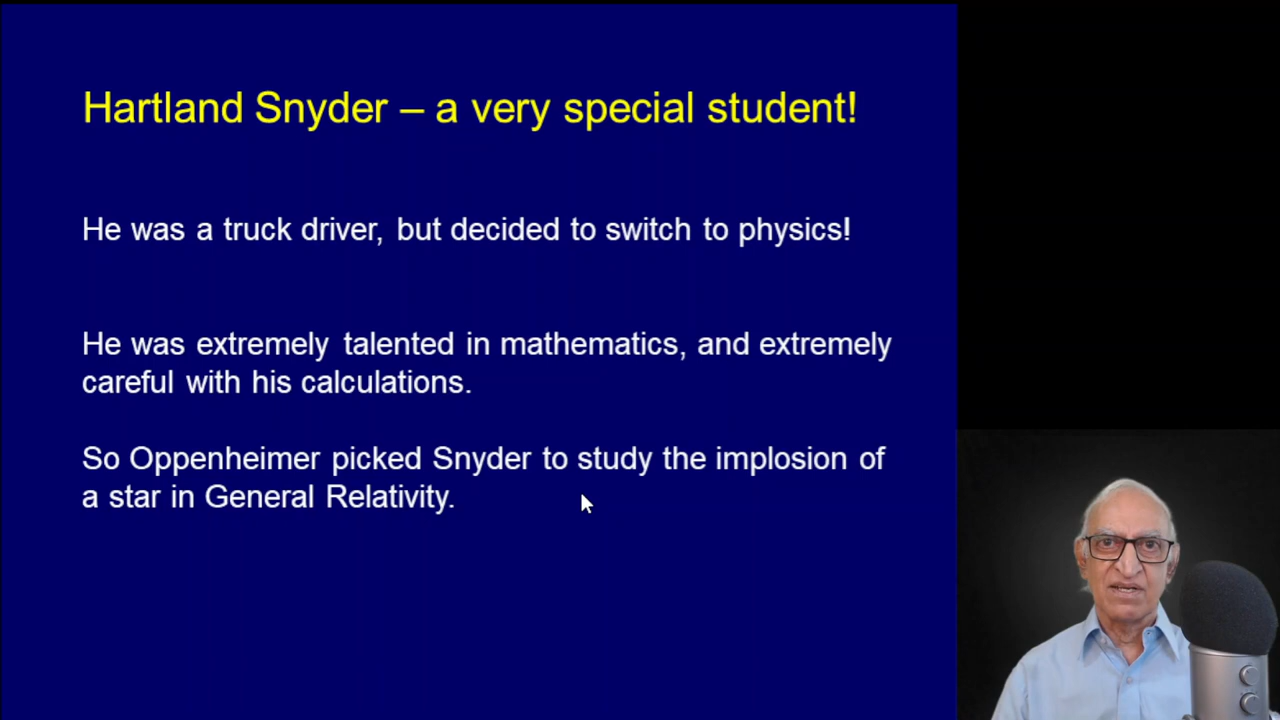 Hartland Snyder – a very special student!
He was a truck driver, but decided to switch to physics!
He was extremely talented in mathematics, and extremely
careful with his calculations.
So Oppenheimer picked Snyder to study the implosion of
a star in General Relativity.